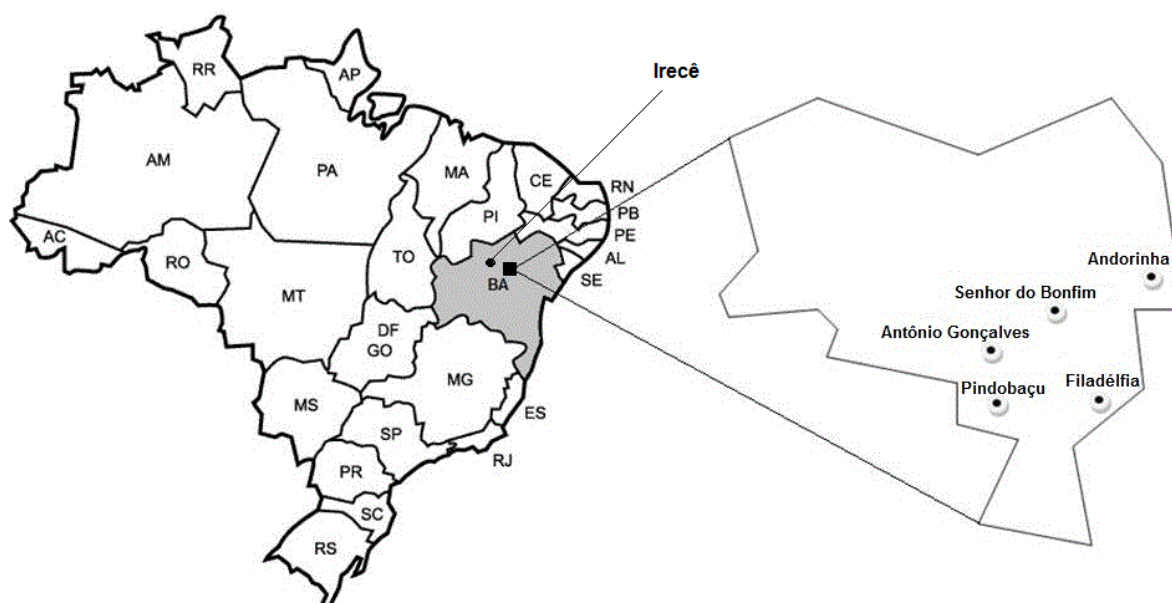 Irecê
RR
AP
AM
PA
MA
CE
RN
PI
PB
PE
AC
TO
AL
RO
BA
SE
MT
DF
GO
MG
MS
ES
SP
RJ
PR
SC
RS
Andorinha
Senhor do Bonfim
Antônio Gonçalves
Pindobaçu
Filadélfia